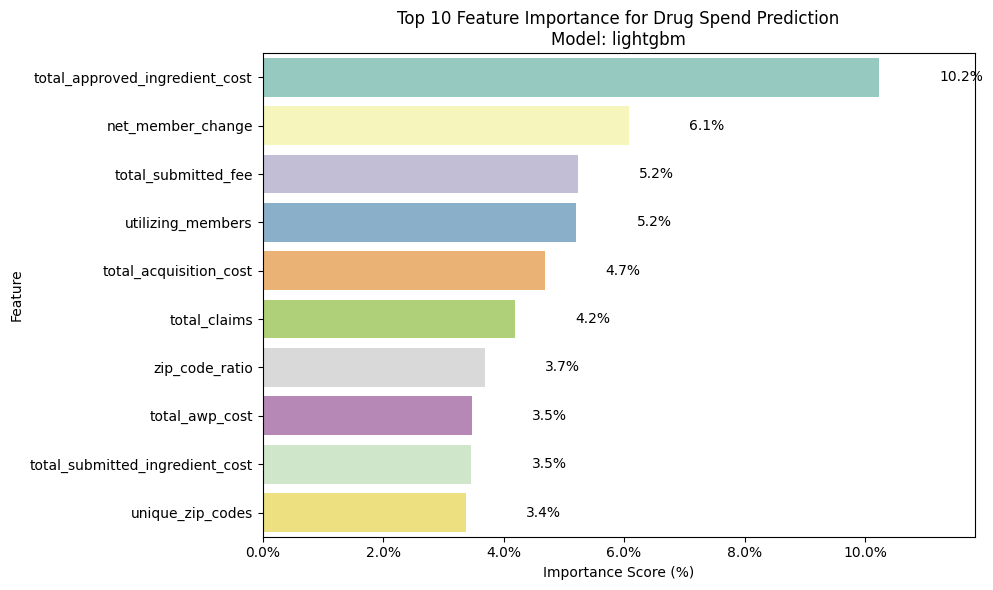 Top 10 Feature Importance for Drug Spend Prediction
Model: lightgbm
total_approved_ingredient_cost 10.2%
net_member_change 6.1%
total_submitted_fee 5.2%
utilizing_members 5.2%
total_acquisition_cost 4.7%
total_claims 4.2%
zip_code_ratio 3.7%
total_awp_cost 3.5%
total_submitted_ingredient_cost 3.5%
unique_zip_codes 3.4%
Feature
0.0% 2.0% 4.0% 6.0% 8.0% 10.0%
Importance Score (%)